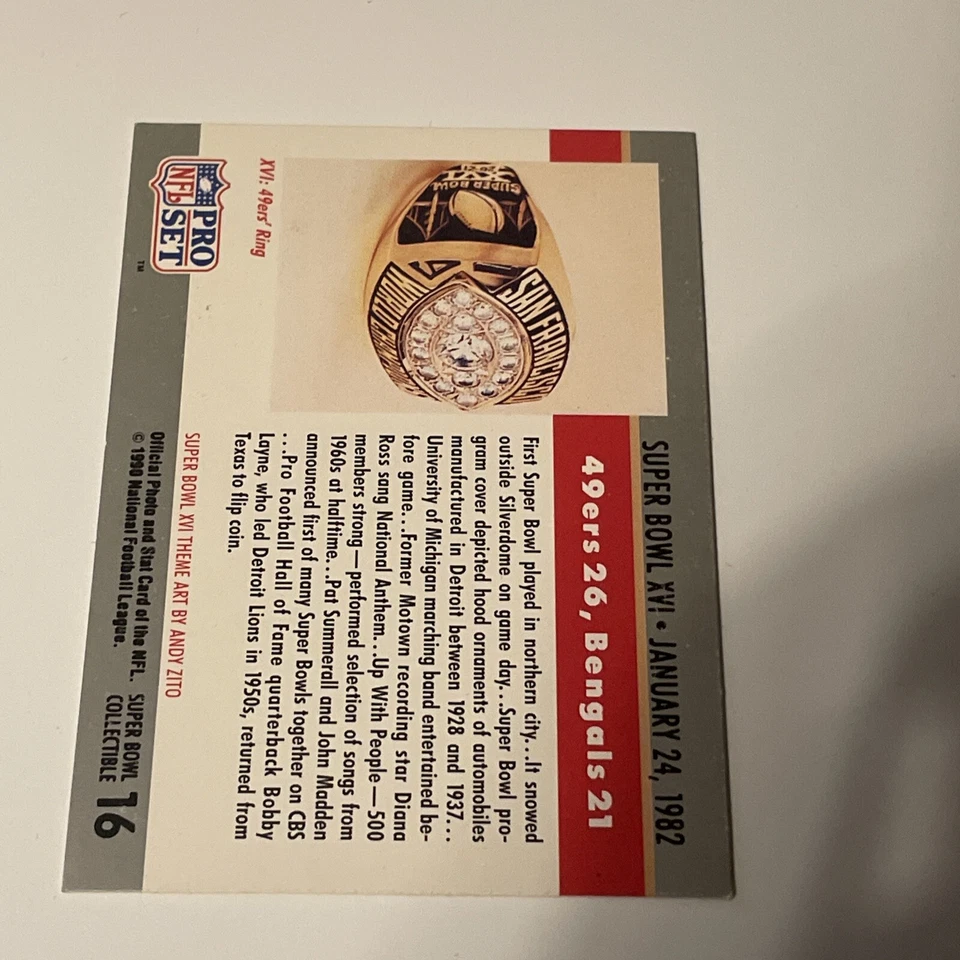 SUPER BOWL XVI • JANUARY 24, 1982
49ers 26, Bengals 21
SUPER BOWL
XVI
SAN FRANCISCO
WORLD
XVI: 49ers' Ring
First Super Bowl played in northern city...It snowed
outside Silverdome on game day...Super Bowl pro-
gram cover depicted hood ornaments of automobiles
manufactured in Detroit between 1928 and 1937...
University of Michigan marching band entertained be-
fore game...Former Motown recording star Diana
Ross sang National Anthem...Up With People—500
members strong—performed selection of songs from
1960s at halftime...Pat Summerall and John Madden
announced first of many Super Bowls together on CBS
...Pro Football Hall of Fame quarterback Bobby
Layne, who led Detroit Lions in 1950s, returned from
Texas to flip coin.
SUPER BOWL XVI THEME ART BY ANDY ZITO
PRO
NFL SET
TM
Official Photo and Stat Card of the NFL.
© 1990 National Football League.
SUPER BOWL
COLLECTIBLE 16